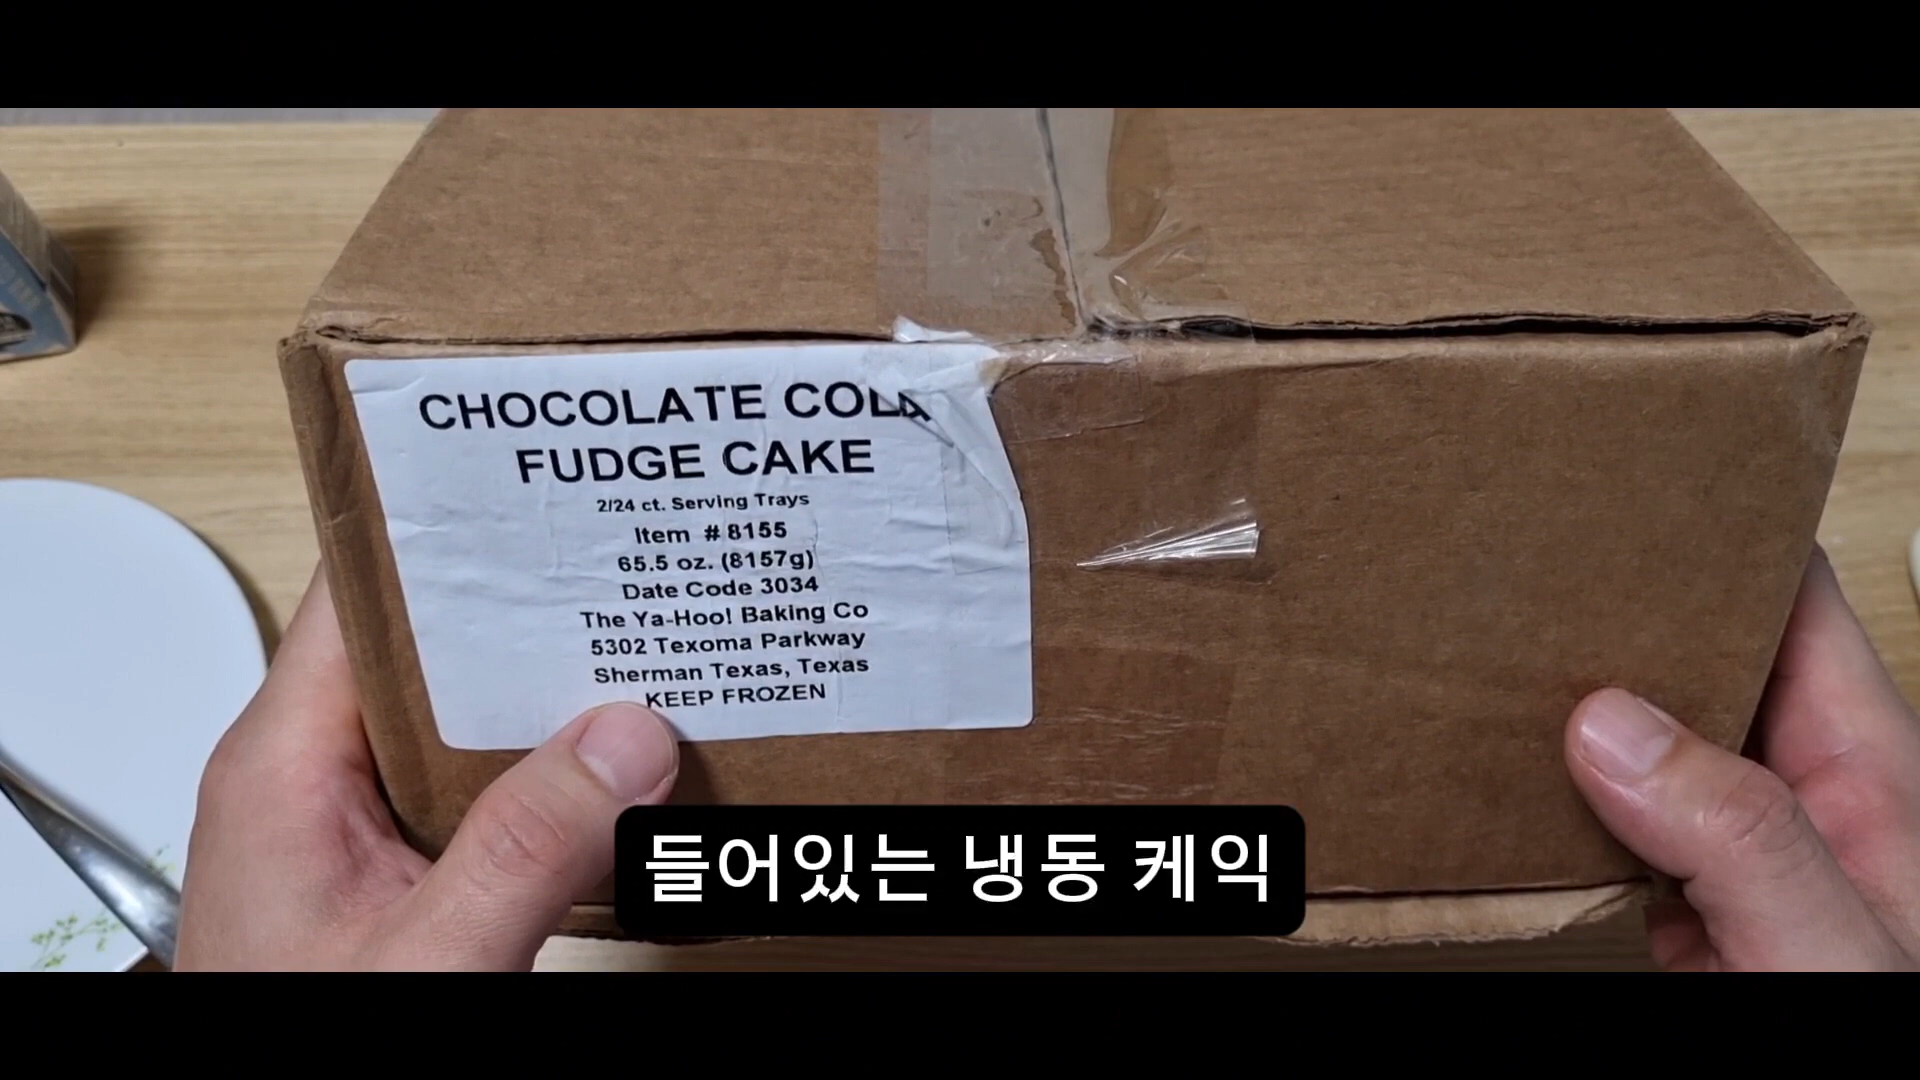 CHOCOLATE COLA
FUDGE CAKE
2/24 ct. Serving Trays
Item # 8155
65.5 oz. (8157g)
Date Code 3034
The Ya-Hoo! Baking Co
5302 Texoma Parkway
Sherman Texas, Texas
KEEP FROZEN
들어있는 냉동 케익